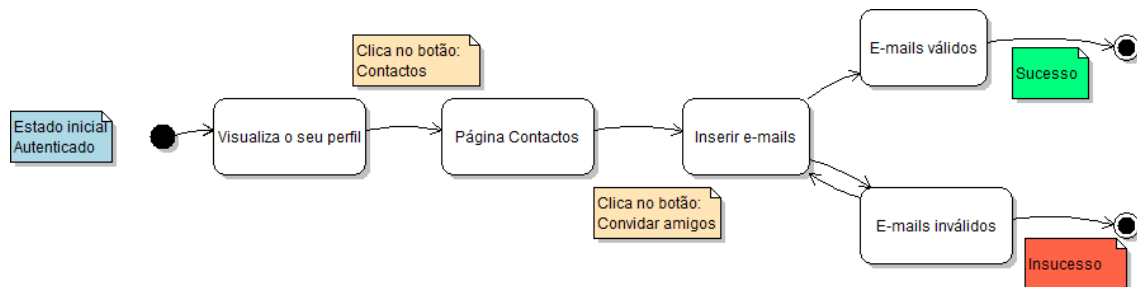 Estado inicial
Autenticado
Visualiza o seu perfil
Clica no botão:
Contactos
Página Contactos
Clica no botão:
Convidar amigos
Inserir e-mails
E-mails válidos
Sucesso
E-mails inválidos
Insucesso